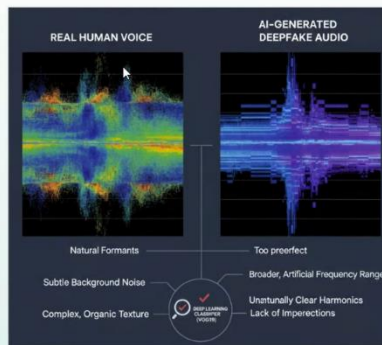 REAL HUMAN VOICE
AI-GENERATED
DEEPFAKE AUDIO
Natural Formants
Subtle Background Noise
Complex, Organic Texture
Too preerfect
Broader, Artificial Frequency Range
Unatunally Clear Harmonics
Lack of Imperections
DEEP LEARNING
CLASSIFIER